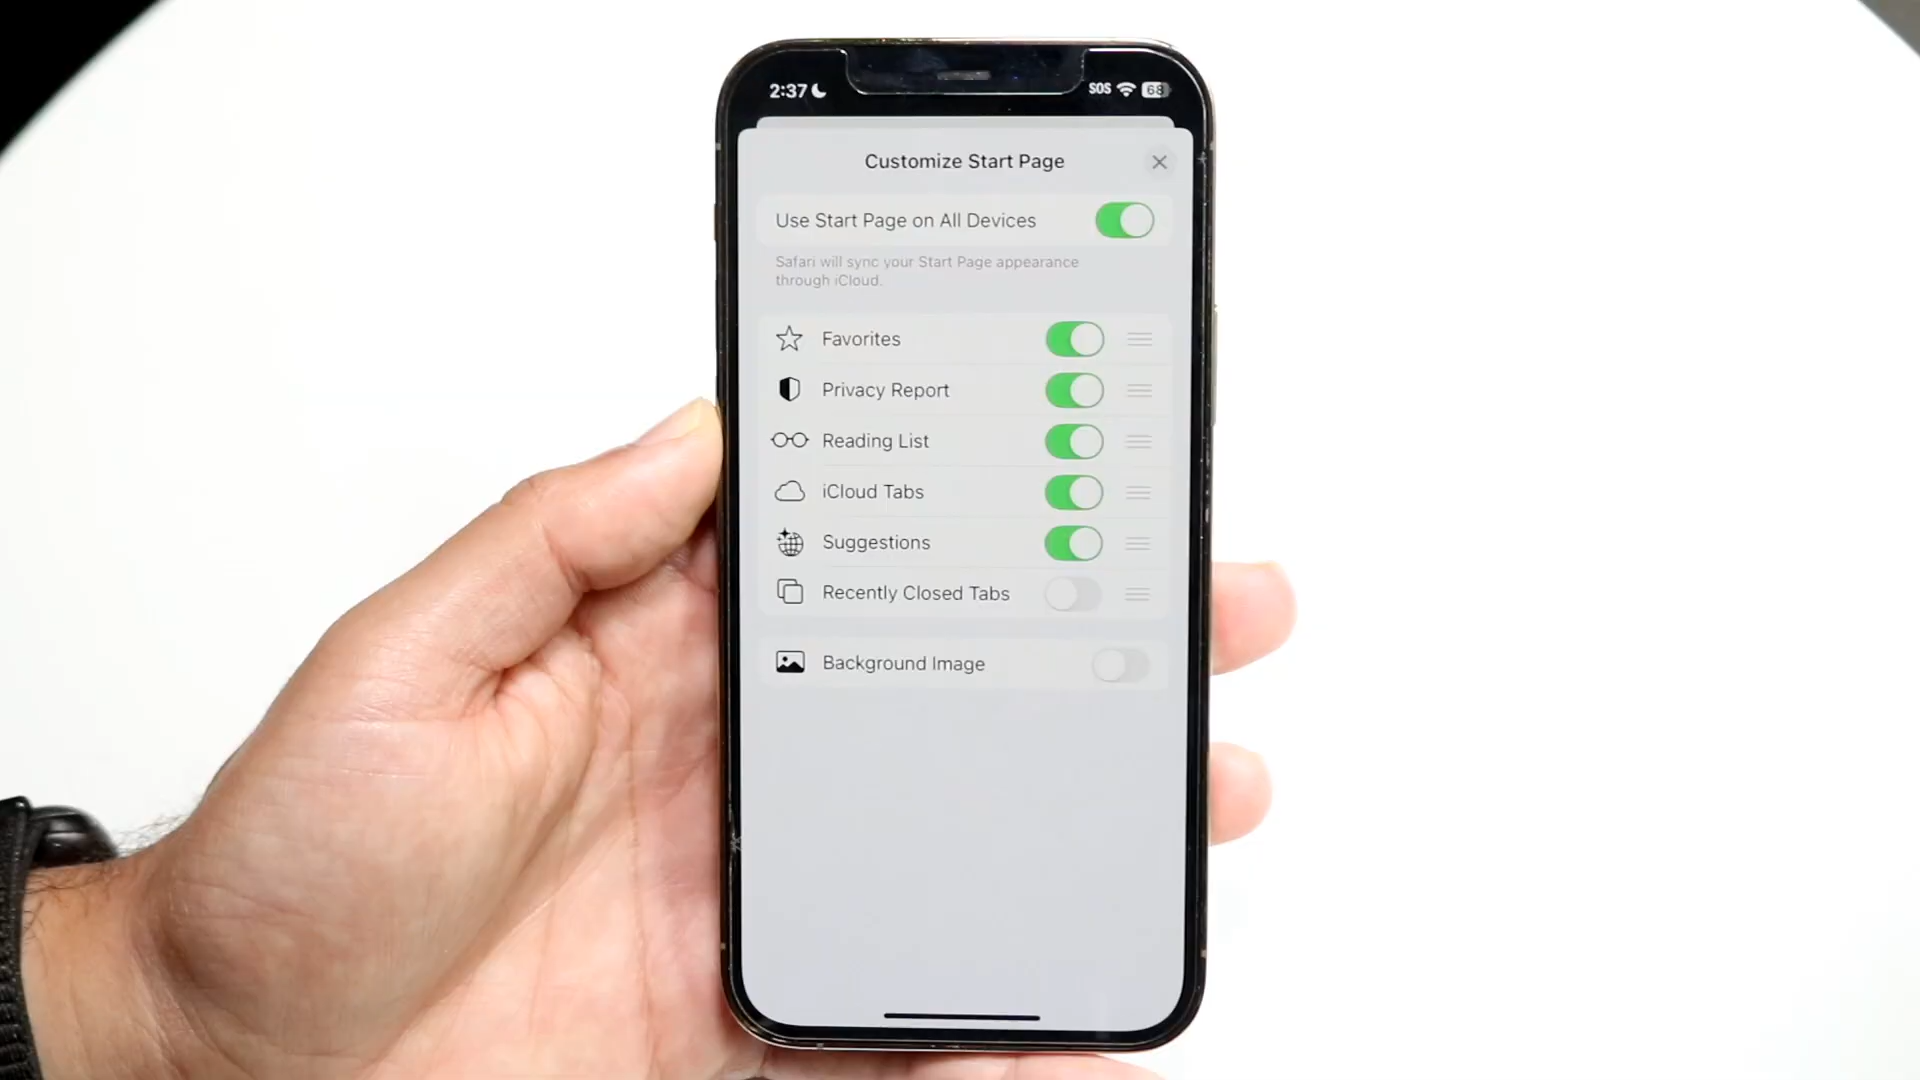 2:37
SOS 68
Customize Start Page
Use Start Page on All Devices
Safari will sync your Start Page appearance
through iCloud.
Favorites
Privacy Report
Reading List
iCloud Tabs
Suggestions
Recently Closed Tabs
Background Image